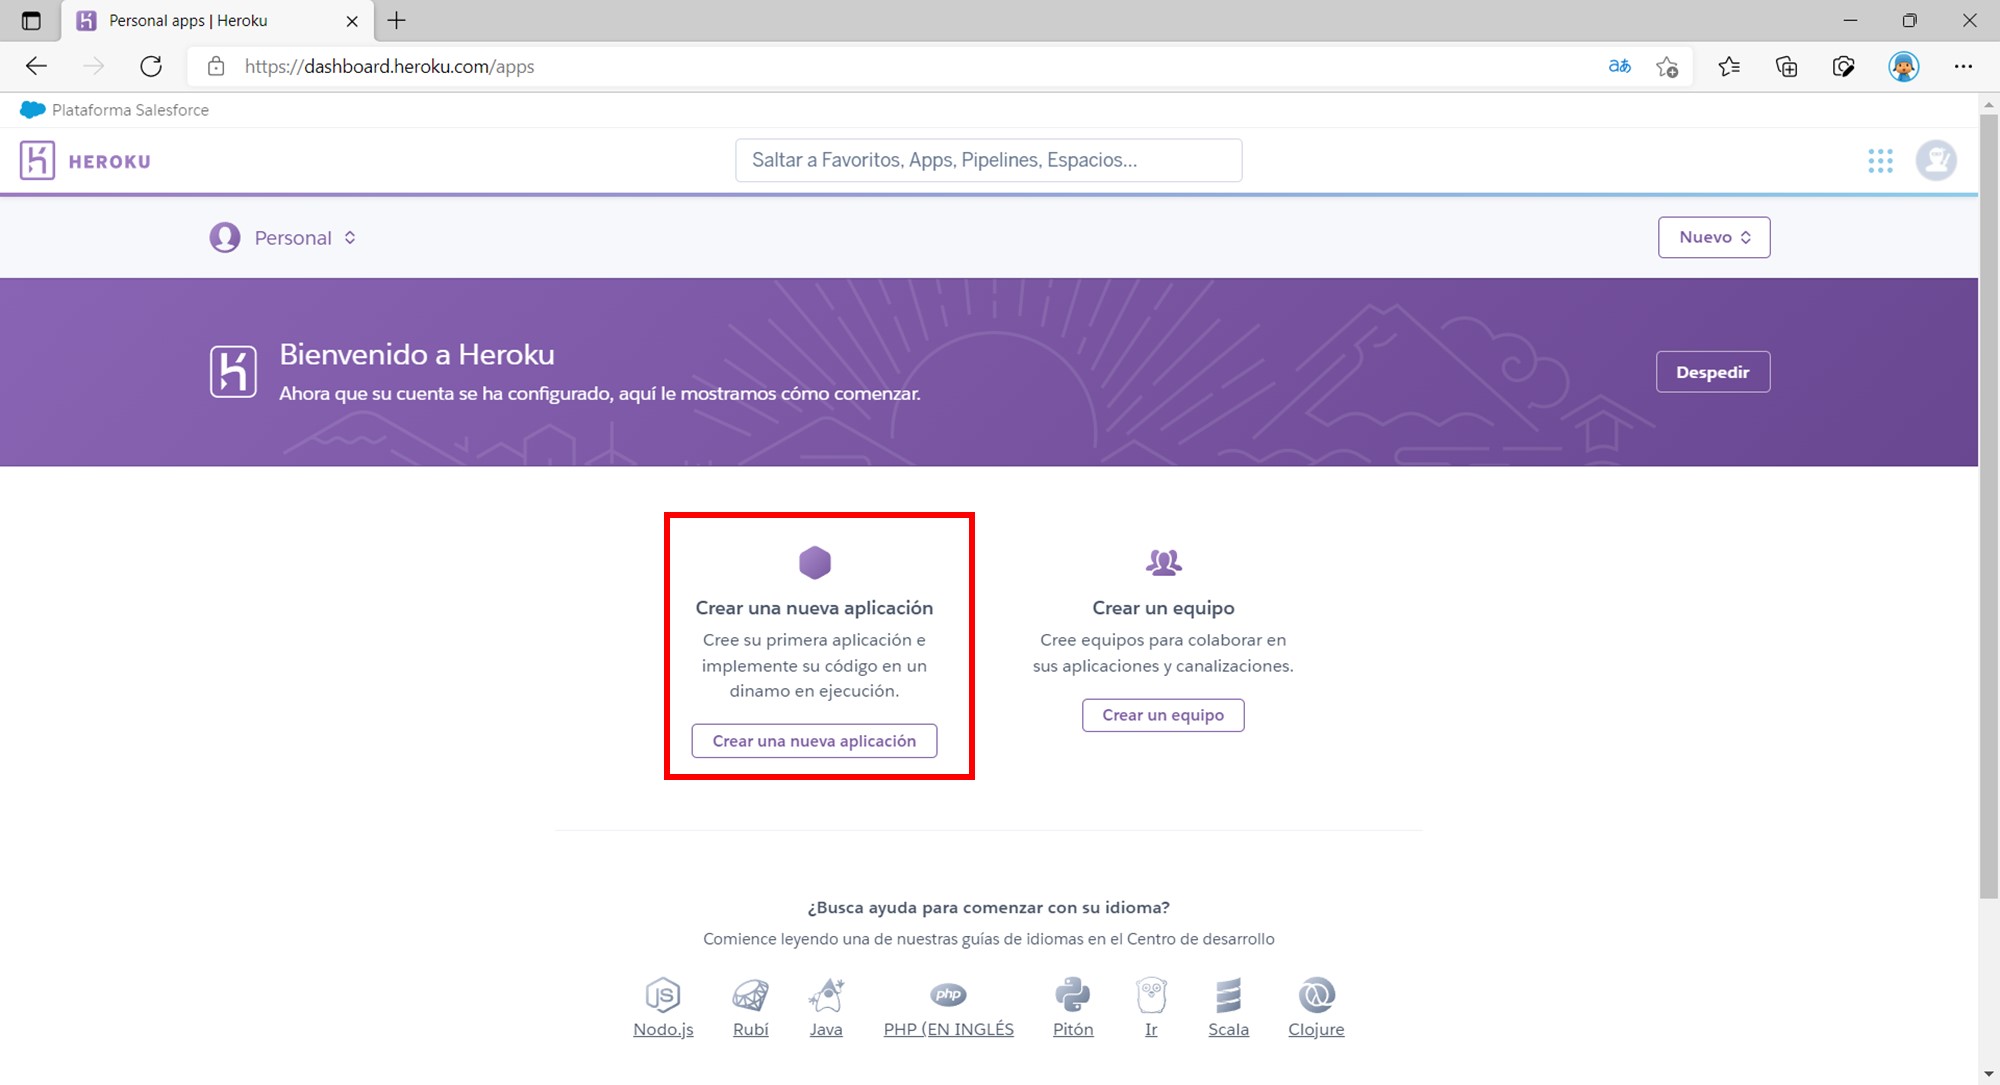 Personal apps | Heroku
https://dashboard.heroku.com/apps
aあ
Plataforma Salesforce
HEROKU
Saltar a Favoritos, Apps, Pipelines, Espacios...
Personal
Nuevo
Bienvenido a Heroku
Ahora que su cuenta se ha configurado, aquí le mostramos cómo comenzar.
Despedir
Crear una nueva aplicación
Cree su primera aplicación e
implemente su código en un
dinamo en ejecución.
Crear una nueva aplicación
Crear un equipo
Cree equipos para colaborar en
sus aplicaciones y canalizaciones.
Crear un equipo
¿Busca ayuda para comenzar con su idioma?
Comience leyendo una de nuestras guías de idiomas en el Centro de desarrollo
JS
php
Nodo.js
Rubí
Java
PHP (EN INGLÉS
Pitón
Ir
Scala
Clojure